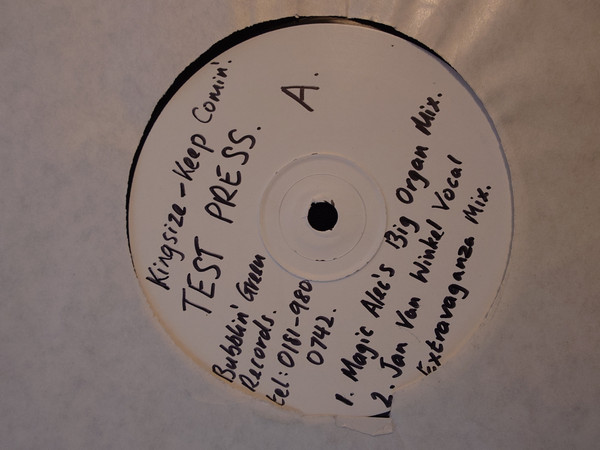 Kingsize - Keep Comin'.
TEST PRESS.
A.
Bubblin' Green
Records.
tel: 0181-980
0742.
1. Magic Alec's Big Organ Mix.
2. Jan Van Winkel Vocal
Extravaganza Mix.